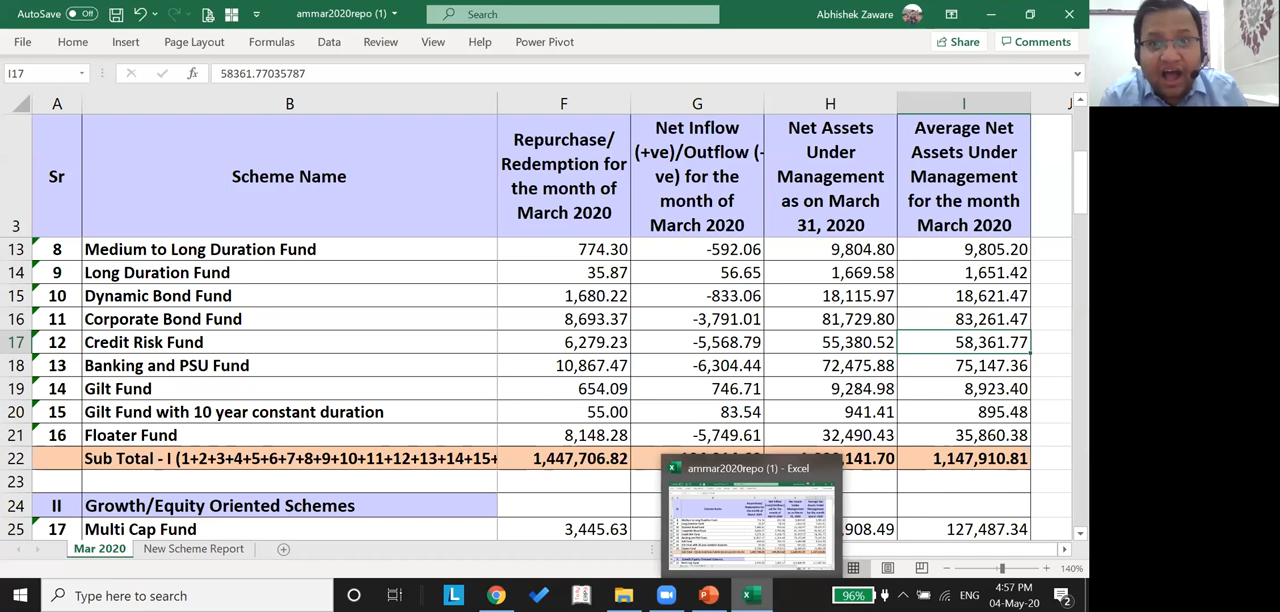 AutoSave Off ammar2020repo (1) Search Abhishek Zaware
File Home Insert Page Layout Formulas Data Review View Help Power Pivot Share Comments
I17 fx 58361.77035787
A B F G H I J
3 Sr Scheme Name Repurchase/ Redemption for the month of March 2020 Net Inflow (+ve)/Outflow (-ve) for the month of March 2020 Net Assets Under Management as on March 31, 2020 Average Net Assets Under Management for the month March 2020
13 8 Medium to Long Duration Fund 774.30 -592.06 9,804.80 9,805.20
14 9 Long Duration Fund 35.87 56.65 1,669.58 1,651.42
15 10 Dynamic Bond Fund 1,680.22 -833.06 18,115.97 18,621.47
16 11 Corporate Bond Fund 8,693.37 -3,791.01 81,729.80 83,261.47
17 12 Credit Risk Fund 6,279.23 -5,568.79 55,380.52 58,361.77
18 13 Banking and PSU Fund 10,867.47 -6,304.44 72,475.88 75,147.36
19 14 Gilt Fund 654.09 746.71 9,284.98 8,923.40
20 15 Gilt Fund with 10 year constant duration 55.00 83.54 941.41 895.48
21 16 Floater Fund 8,148.28 -5,749.61 32,490.43 35,860.38
22 Sub Total - I (1+2+3+4+5+6+7+8+9+10+11+12+13+14+15+ 1,447,706.82 141.70 1,147,910.81
23
24 II Growth/Equity Oriented Schemes
25 17 Multi Cap Fund 3,445.63 908.49 127,487.34
ammar2020repo (1) - Excel
Mar 2020 New Scheme Report
140%
Type here to search 96% ENG 4:57 PM
04-May-20 2